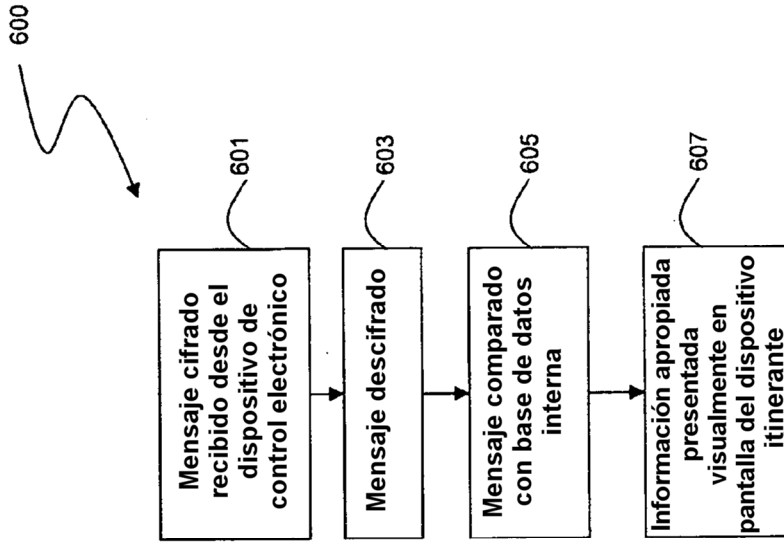 600
Mensaje cifrado
recibido desde el
dispositivo de
control electrónico
601
Mensaje descifrado
603
Mensaje comparado
con base de datos
interna
605
Información apropiada
presentada
visualmente en
pantalla del dispositivo
itinerante
607